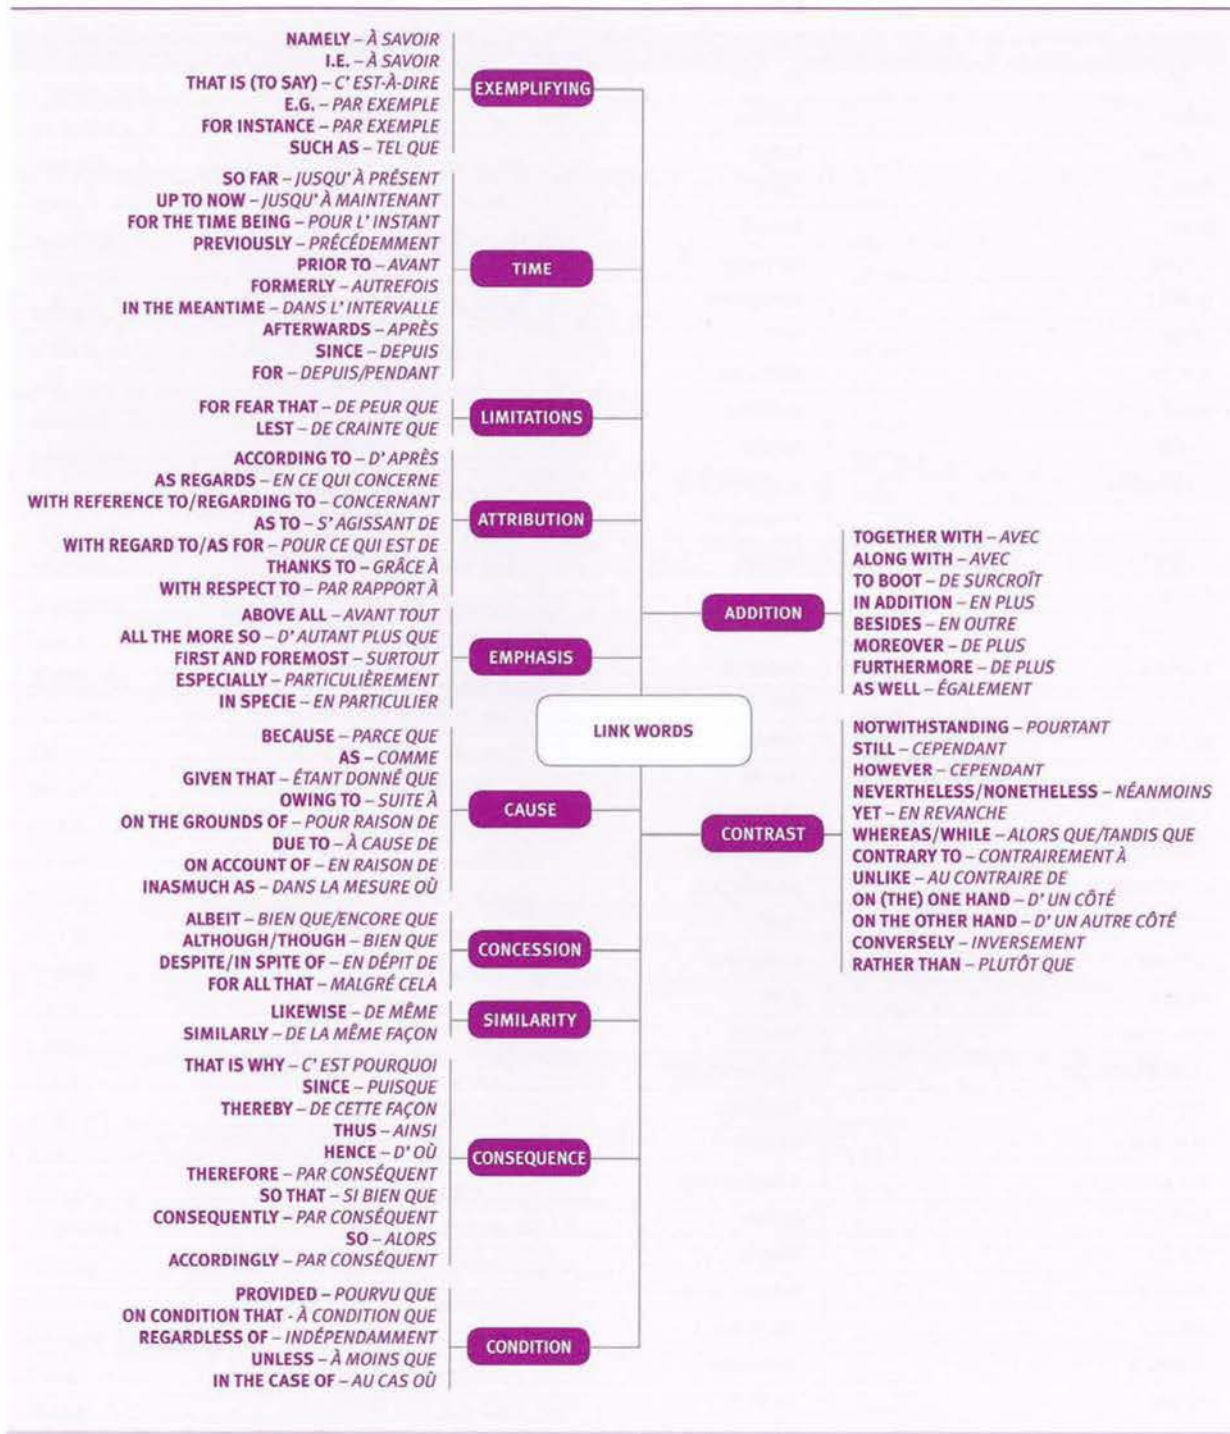 NAMELY – À SAVOIR
I.E. – À SAVOIR
THAT IS (TO SAY) – C' EST-À-DIRE
E.G. – PAR EXEMPLE
FOR INSTANCE – PAR EXEMPLE
SUCH AS – TEL QUE
EXEMPLIFYING
SO FAR – JUSQU' À PRÉSENT
UP TO NOW – JUSQU' À MAINTENANT
FOR THE TIME BEING – POUR L' INSTANT
PREVIOUSLY – PRÉCÉDEMMENT
PRIOR TO – AVANT
FORMERLY – AUTREFOIS
IN THE MEANTIME – DANS L' INTERVALLE
AFTERWARDS – APRÈS
SINCE – DEPUIS
FOR – DEPUIS/PENDANT
TIME
FOR FEAR THAT – DE PEUR QUE
LEST – DE CRAINTE QUE
LIMITATIONS
ACCORDING TO – D' APRÈS
AS REGARDS – EN CE QUI CONCERNE
WITH REFERENCE TO/REGARDING TO – CONCERNANT
AS TO – S' AGISSANT DE
WITH REGARD TO/AS FOR – POUR CE QUI EST DE
THANKS TO – GRÂCE À
WITH RESPECT TO – PAR RAPPORT À
ATTRIBUTION
ABOVE ALL – AVANT TOUT
ALL THE MORE SO – D' AUTANT PLUS QUE
FIRST AND FOREMOST – SURTOUT
ESPECIALLY – PARTICULIÈREMENT
IN SPECIE – EN PARTICULIER
EMPHASIS
BECAUSE – PARCE QUE
AS – COMME
GIVEN THAT – ÉTANT DONNÉ QUE
OWING TO – SUITE À
ON THE GROUNDS OF – POUR RAISON DE
DUE TO – À CAUSE DE
ON ACCOUNT OF – EN RAISON DE
INASMUCH AS – DANS LA MESURE OÙ
CAUSE
ALBEIT – BIEN QUE/ENCORE QUE
ALTHOUGH/THOUGH – BIEN QUE
DESPITE/IN SPITE OF – EN DÉPIT DE
FOR ALL THAT – MALGRÉ CELA
CONCESSION
LIKEWISE – DE MÊME
SIMILARLY – DE LA MÊME FAÇON
SIMILARITY
THAT IS WHY – C' EST POURQUOI
SINCE – PUISQUE
THEREBY – DE CETTE FAÇON
THUS – AINSI
HENCE – D' OÙ
THEREFORE – PAR CONSÉQUENT
SO THAT – SI BIEN QUE
CONSEQUENTLY – PAR CONSÉQUENT
SO – ALORS
ACCORDINGLY – PAR CONSÉQUENT
CONSEQUENCE
PROVIDED – POURVU QUE
ON CONDITION THAT - À CONDITION QUE
REGARDLESS OF – INDÉPENDAMMENT
UNLESS – À MOINS QUE
IN THE CASE OF – AU CAS OÙ
CONDITION
LINK WORDS
ADDITION
TOGETHER WITH – AVEC
ALONG WITH – AVEC
TO BOOT – DE SURCROÎT
IN ADDITION – EN PLUS
BESIDES – EN OUTRE
MOREOVER – DE PLUS
FURTHERMORE – DE PLUS
AS WELL – ÉGALEMENT
CONTRAST
NOTWITHSTANDING – POURTANT
STILL – CEPENDANT
HOWEVER – CEPENDANT
NEVERTHELESS/NONETHELESS – NÉANMOINS
YET – EN REVANCHE
WHEREAS/WHILE – ALORS QUE/TANDIS QUE
CONTRARY TO – CONTRAIREMENT À
UNLIKE – AU CONTRAIRE DE
ON (THE) ONE HAND – D' UN CÔTÉ
ON THE OTHER HAND – D' UN AUTRE CÔTÉ
CONVERSELY – INVERSEMENT
RATHER THAN – PLUTÔT QUE